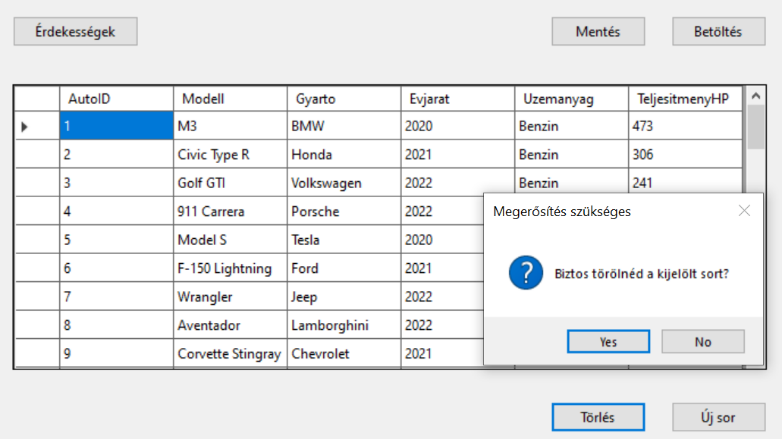 Érdekességek Mentés Betöltés
AutoID Modell Gyarto Evjarat Uzemanyag TeljesitmenyHP
1 M3 BMW 2020 Benzin 473
2 Civic Type R Honda 2021 Benzin 306
3 Golf GTI Volkswagen 2022 Benzin 241
4 911 Carrera Porsche 2022
5 Model S Tesla 2020
6 F-150 Lightning Ford 2021
7 Wrangler Jeep 2022
8 Aventador Lamborghini 2022
9 Corvette Stingray Chevrolet 2021
Megerősítés szükséges
Biztos törölnéd a kijelölt sort?
Yes No
Törlés Új sor